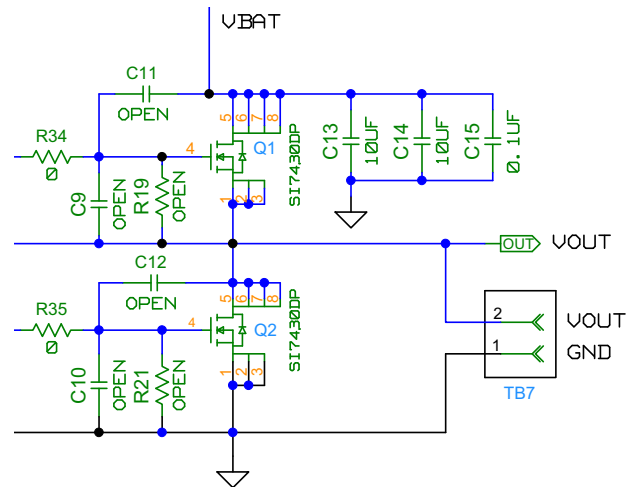 VBAT
C11
OPEN
R34
0
C9
OPEN
R19
OPEN
4
5
6
7
8
1
2
3
Q1
SI7430DP
C13
10UF
C14
10UF
C15
0.1UF
OUT
VOUT
C12
OPEN
R35
0
C10
OPEN
R21
OPEN
4
5
6
7
8
1
2
3
Q2
SI7430DP
2
VOUT
1
GND
TB7